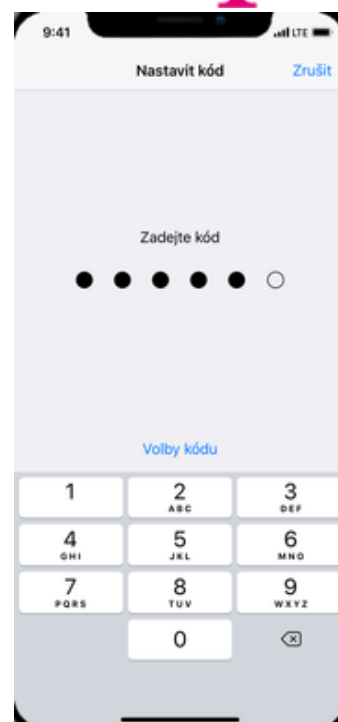 9:41 LTE
Nastavit kód Zrušit
Zadejte kód
Volby kódu
1 2 3
ABC DEF
4 5 6
GHI JKL MNO
7 8 9
PQRS TUV WXYZ
0